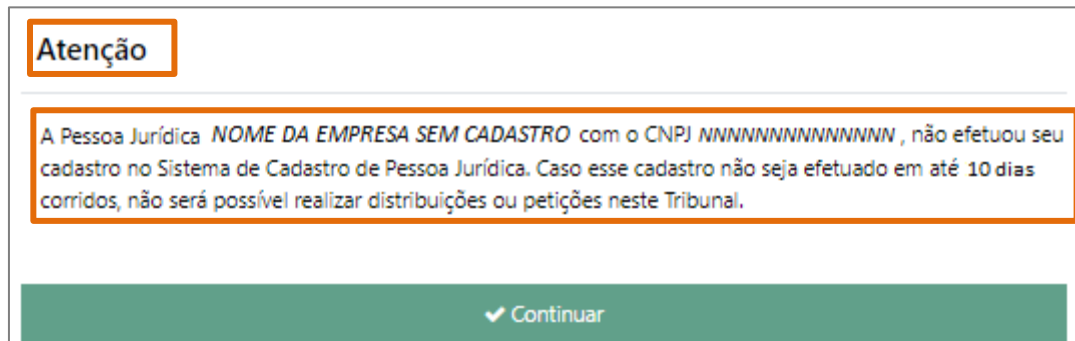 Atenção
A Pessoa Jurídica NOME DA EMPRESA SEM CADASTRO com o CNPJ NNNNNNNNNNNNNN , não efetuou seu
cadastro no Sistema de Cadastro de Pessoa Jurídica. Caso esse cadastro não seja efetuado em até 10 dias
corridos, não será possível realizar distribuições ou petições neste Tribunal.
Continuar